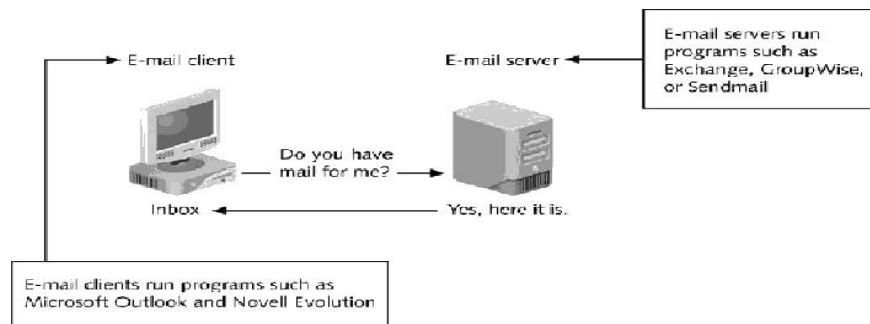 E-mail servers run
programs such as
Exchange, GroupWise,
or Sendmail
E-mail client
E-mail server
Do you have
mail for me?
Inbox
Yes, here it is.
E-mail clients run programs such as
Microsoft Outlook and Novell Evolution